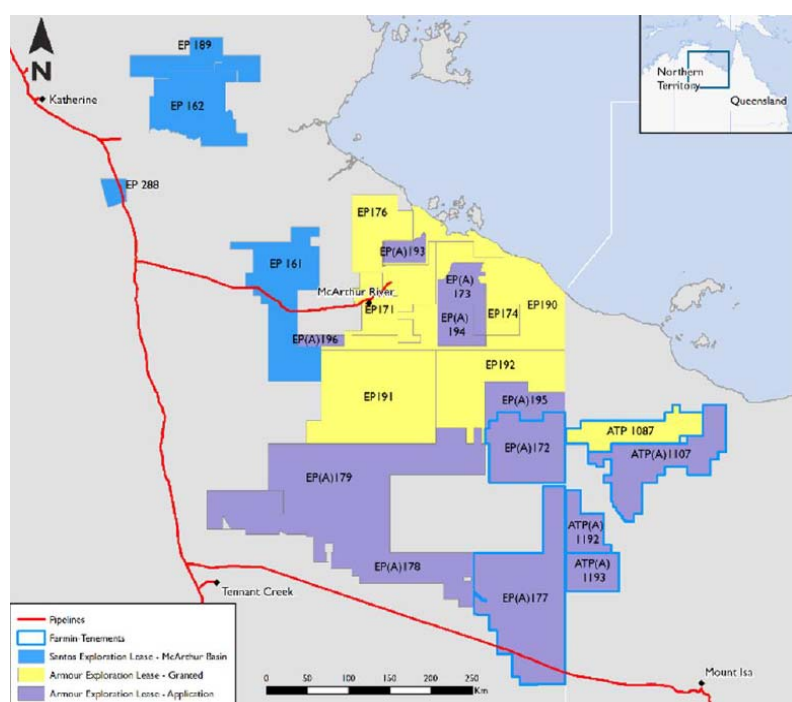 EP 189
N
Katherine
EP 162
Northern
Territory
Queensland
EP 288
EP176
EP(A)193
EP 161
McArthur River
EP171
EP(A)
173
EP(A)
194
EP174
EP190
EP(A)196
EP192
EP191
EP(A)195
ATP 1087
EP(A)172
ATP(A)1107
EP(A)179
ATP(A)
1192
EP(A)178
ATP(A)
1193
EP(A)177
Tennant Creek
Mount Isa
Pipelines
Farmin-Tenements
Santos Exploration Lease - McArthur Basin
Armour Exploration Lease - Granted
Armour Exploration Lease - Application
0 50 100 150 200 250
Km